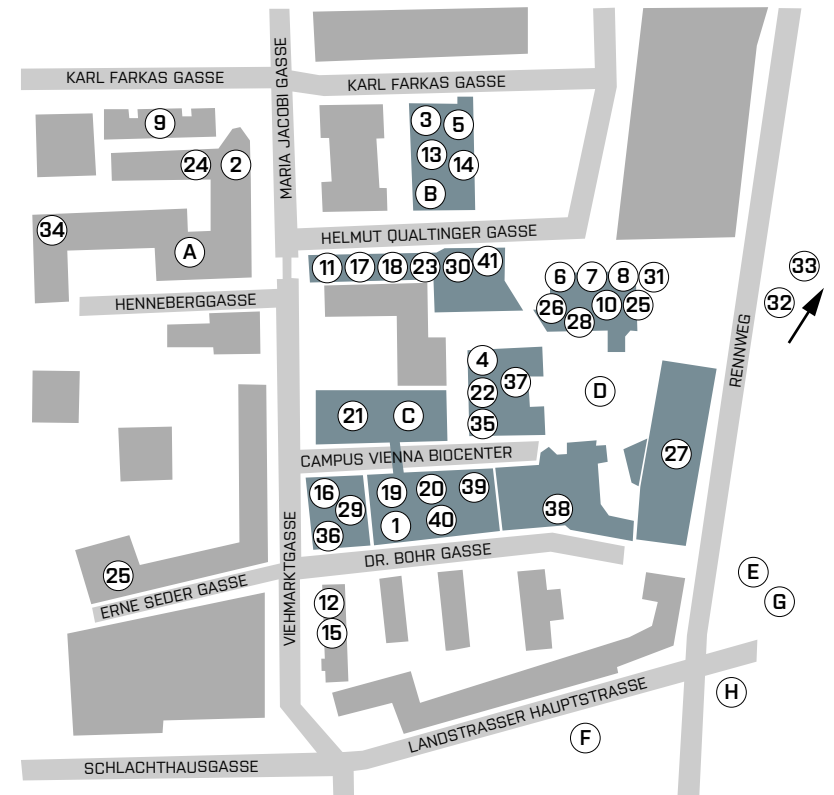 KARL FARKAS GASSE
MARIA JACOBI GASSE
KARL FARKAS GASSE
9
3
5
24
2
13
14
B
34
A
HELMUT QUALTINGER GASSE
11
17
18
23
30
41
6
7
8
31
33
32
HENNEBERGGASSE
26
10
25
28
RENNWEG
4
37
22
D
35
21
C
CAMPUS VIENNA BIOCENTER
27
16
29
36
19
20
39
1
40
38
VIEHMARKTGASSE
DR. BOHR GASSE
25
ERNE SEDER GASSE
12
15
E
G
H
LANDSTRASSER HAUPTSTRASSE
F
SCHLACHTHAUSGASSE